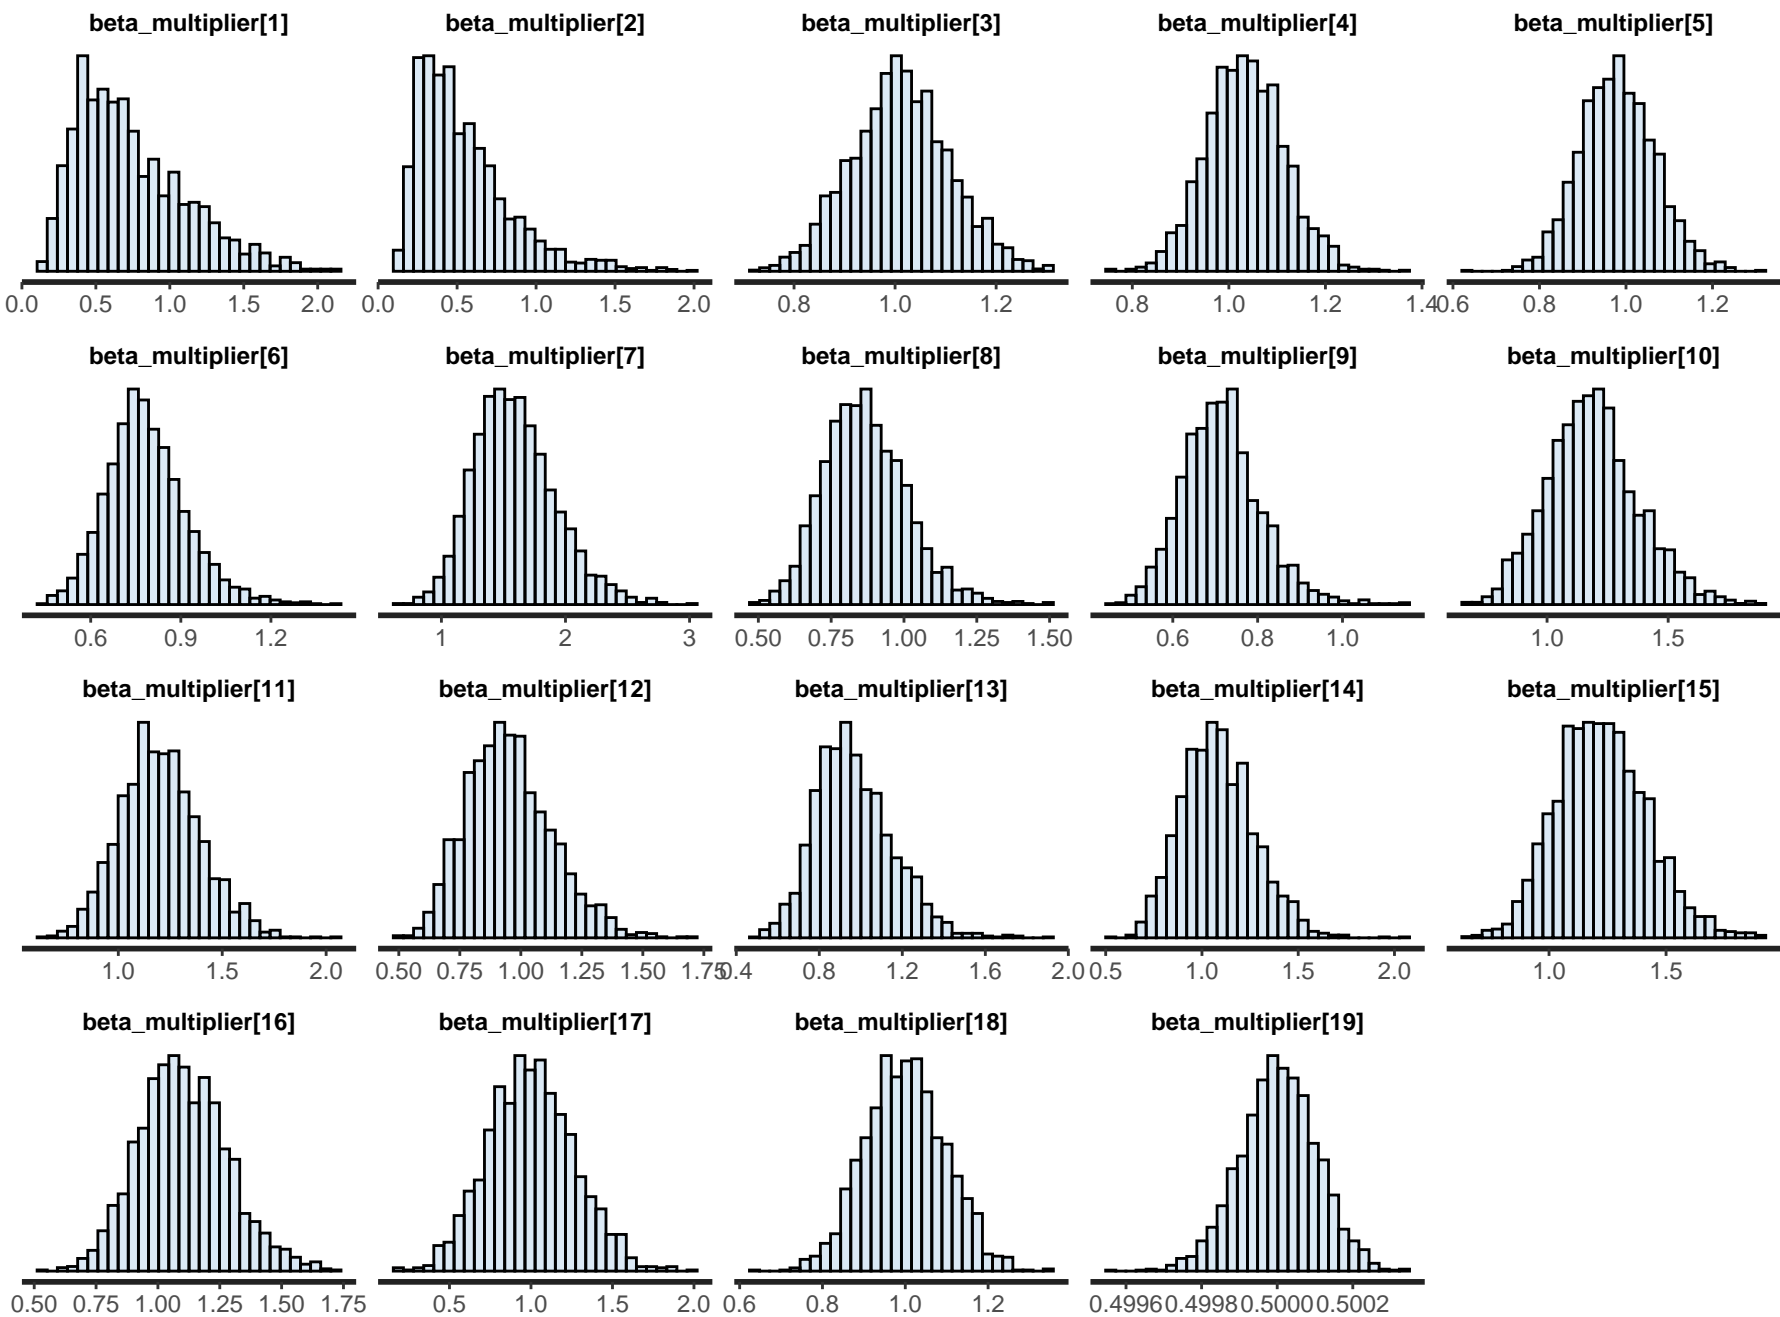 beta_multiplier[1] beta_multiplier[2] beta_multiplier[3] beta_multiplier[4] beta_multiplier[5]
0.0 0.5 1.0 1.5 2.0 0.0 0.5 1.0 1.5 2.0 0.8 1.0 1.2 0.8 1.0 1.2 1.4 0.6 0.8 1.0 1.2
beta_multiplier[6] beta_multiplier[7] beta_multiplier[8] beta_multiplier[9] beta_multiplier[10]
0.6 0.9 1.2 1 2 3 0.50 0.75 1.00 1.25 1.50 0.6 0.8 1.0 1.0 1.5
beta_multiplier[11] beta_multiplier[12] beta_multiplier[13] beta_multiplier[14] beta_multiplier[15]
1.0 1.5 2.0 0.50 0.75 1.00 1.25 1.50 1.75 0.4 0.8 1.2 1.6 2.0 0.5 1.0 1.5 2.0 1.0 1.5
beta_multiplier[16] beta_multiplier[17] beta_multiplier[18] beta_multiplier[19]
0.50 0.75 1.00 1.25 1.50 1.75 0.5 1.0 1.5 2.0 0.6 0.8 1.0 1.2 0.4996 0.4998 0.5000 0.5002